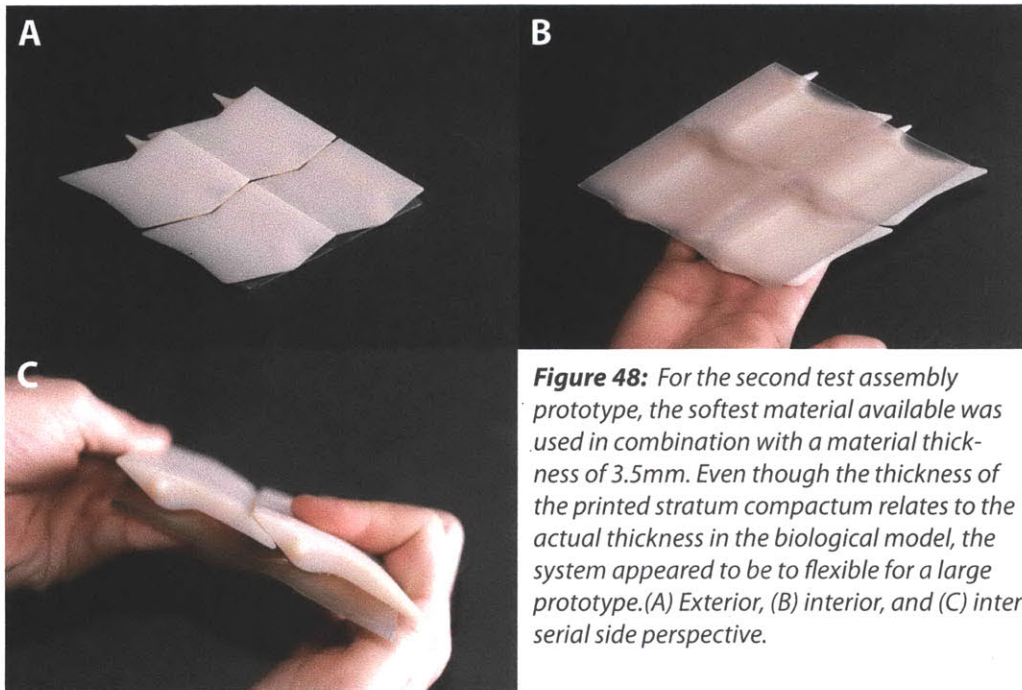 A
B
C
Figure 48: For the second test assembly
prototype, the softest material available was
used in combination with a material thick-
ness of 3.5mm. Even though the thickness of
the printed stratum compactum relates to the
actual thickness in the biological model, the
system appeared to be to flexible for a large
prototype.(A) Exterior, (B) interior, and (C) inter
serial side perspective.